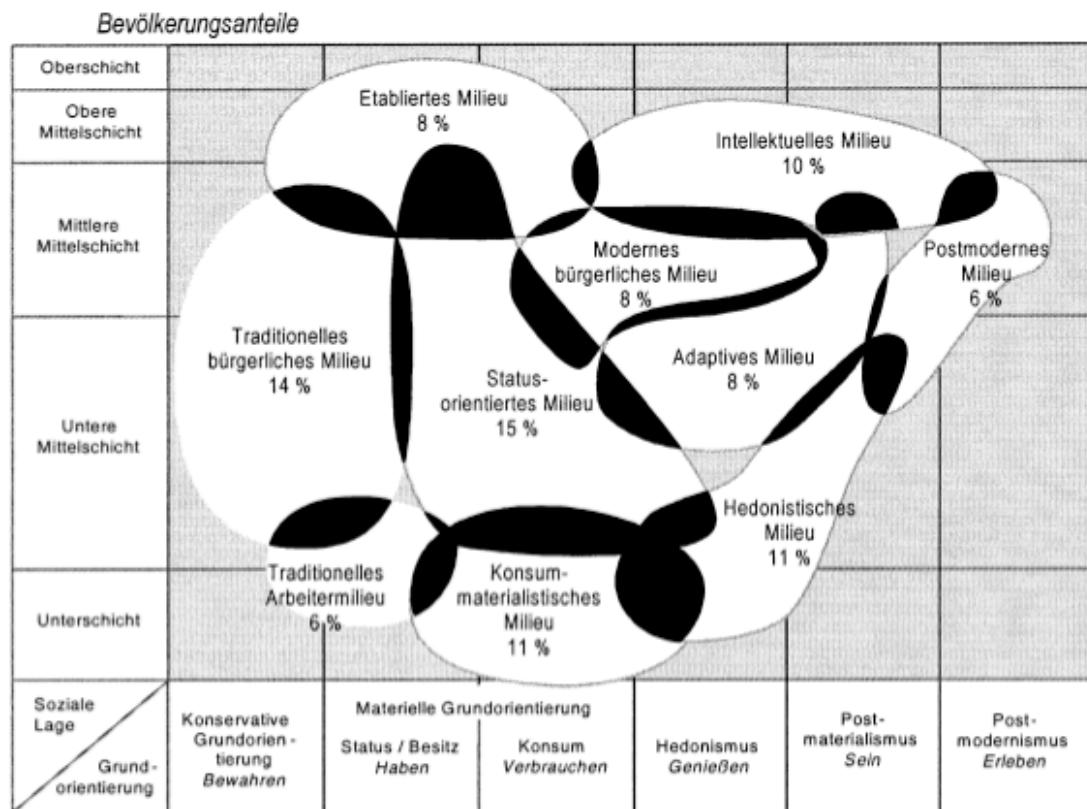 Bevölkerungsanteile
Oberschicht
Obere
Mittelschicht
Mittlere
Mittelschicht
Untere
Mittelschicht
Unterschicht
Etabliertes Milieu
8 %
Intellektuelles Milieu
10 %
Modernes
bürgerliches Milieu
8 %
Postmodernes
Milieu
6 %
Traditionelles
bürgerliches Milieu
14 %
Status-
orientiertes Milieu
15 %
Adaptives Milieu
8 %
Hedonistisches
Milieu
11 %
Traditionelles
Arbeitermilieu
6 %
Konsum-
materialistisches
Milieu
11 %
Soziale
Lage
Grund-
orientierung
Konservative
Grundorien-
tierung
Bewahren
Materielle Grundorientierung
Status / Besitz
Haben
Konsum
Verbrauchen
Hedonismus
Genießen
Post-
materialismus
Sein
Post-
modernismus
Erleben